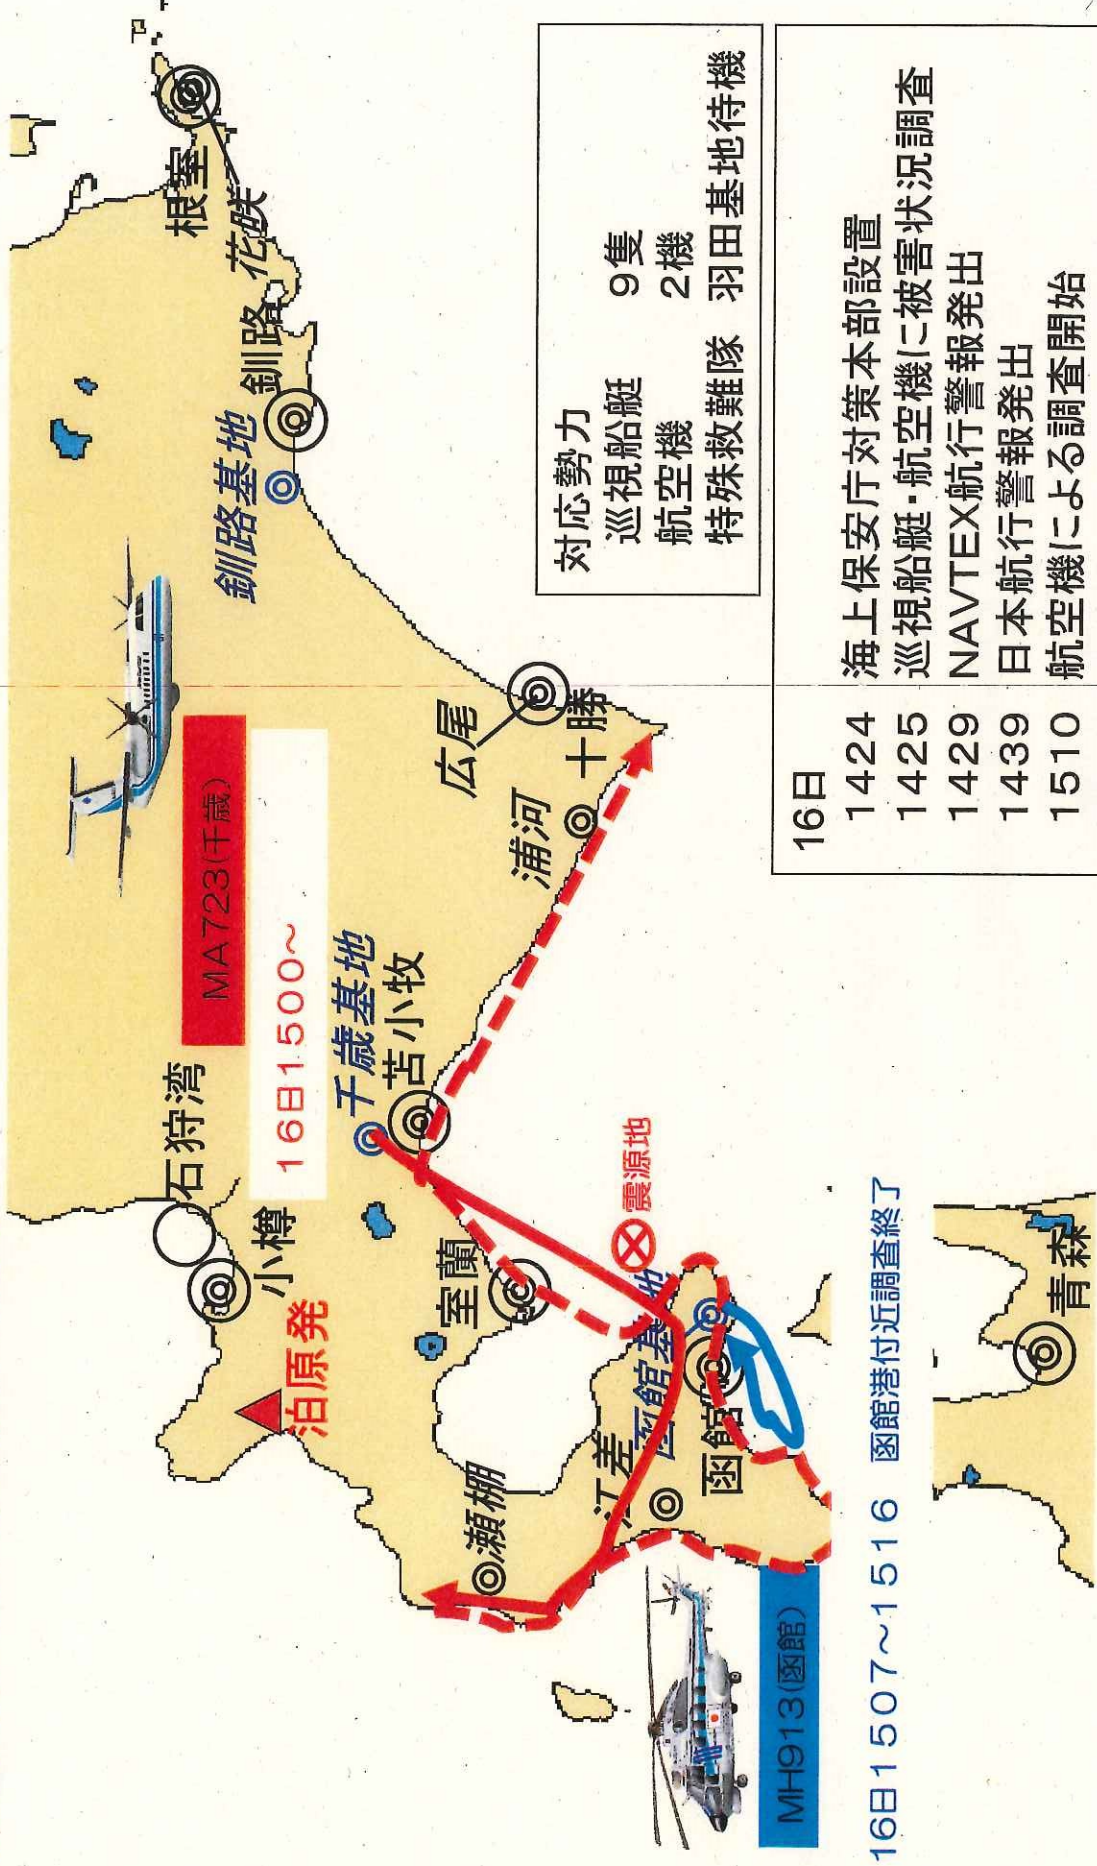 MA723(千歳)
16日1500～
石狩湾
小樽
泊原発
千歳基地
苫小牧
室蘭
瀬棚
江差
函館基地
函館
震源地
浦河
広尾
十勝
釧路基地
釧路
花咲
根室
青森
MH913(函館)
16日1507～1516　函館港付近調査終了
対応勢力
巡視船艇　9隻
航空機　2機
特殊救難隊　羽田基地待機
16日
1424　海上保安庁対策本部設置
1425　巡視船艇・航空機に被害状況調査
1429　NAVTEX航行警報発出
1439　日本航行警報発出
1510　航空機による調査開始